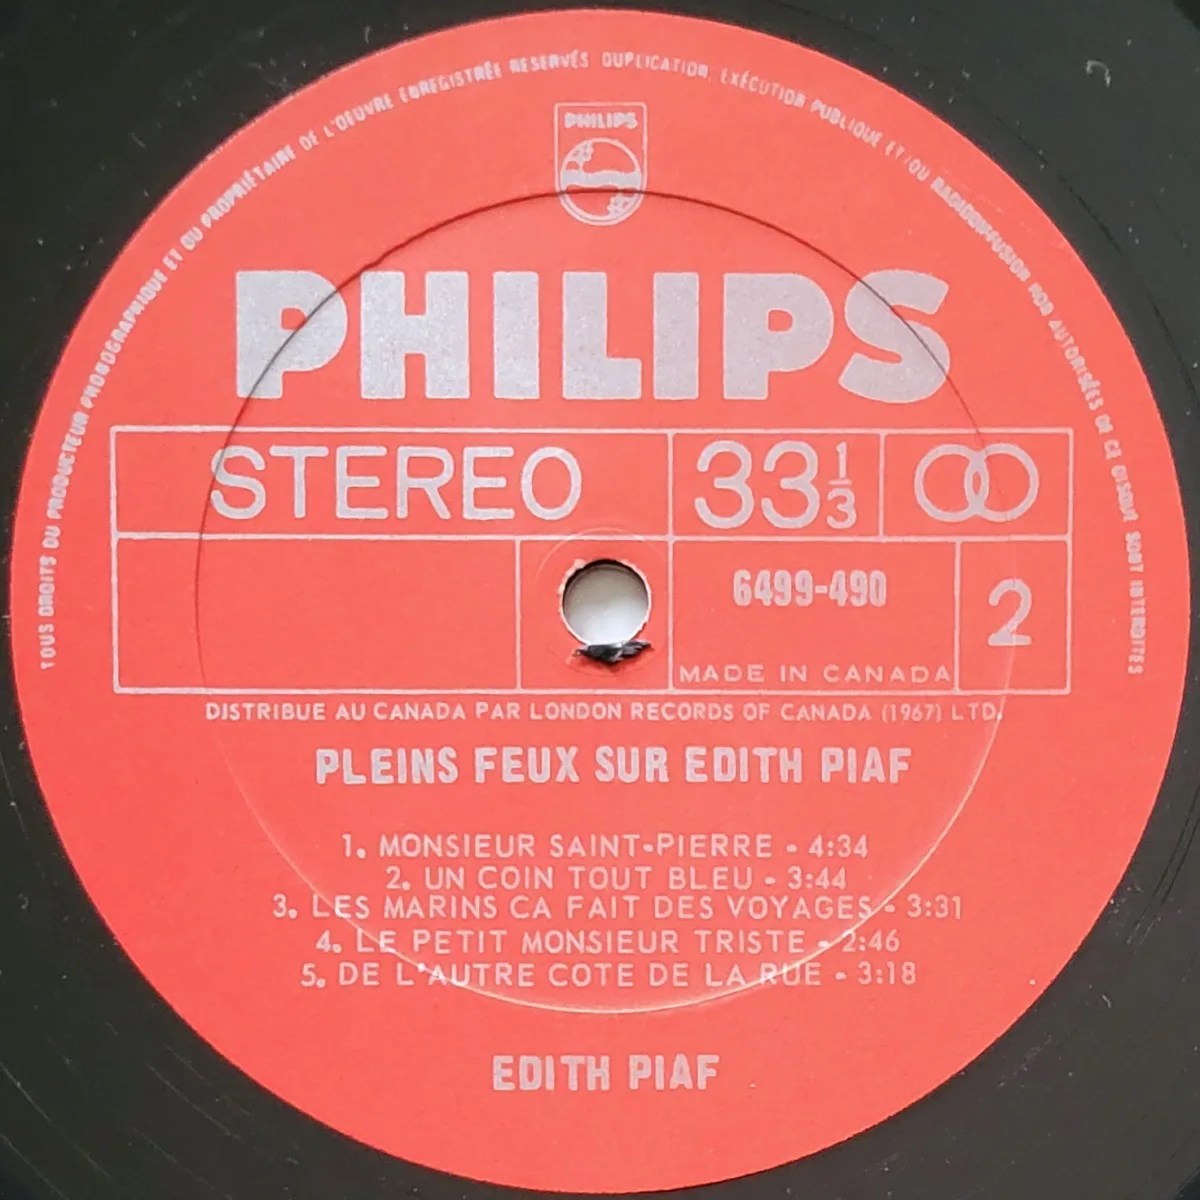 TOUS DROITS DU PRODUCTEUR PHONOGRAPHIQUE ET DU PROPRIÉTAIRE DE L'OEUVRE ENREGISTRÉE RESERVÉS DUPLICATION, EXÉCUTION PUBLIQUE ET/OU RADIODIFFUSION NON AUTORISÉES DE CE DISQUE SONT INTERDITES
PHILIPS
PHILIPS
STEREO 33 1/3
6499-490 2
MADE IN CANADA
DISTRIBUE AU CANADA PAR LONDON RECORDS OF CANADA (1967) LTD.
PLEINS FEUX SUR EDITH PIAF
1. MONSIEUR SAINT-PIERRE - 4:34
2. UN COIN TOUT BLEU - 3:44
3. LES MARINS CA FAIT DES VOYAGES - 3:31
4. LE PETIT MONSIEUR TRISTE - 2:46
5. DE L'AUTRE COTE DE LA RUE - 3:18
EDITH PIAF